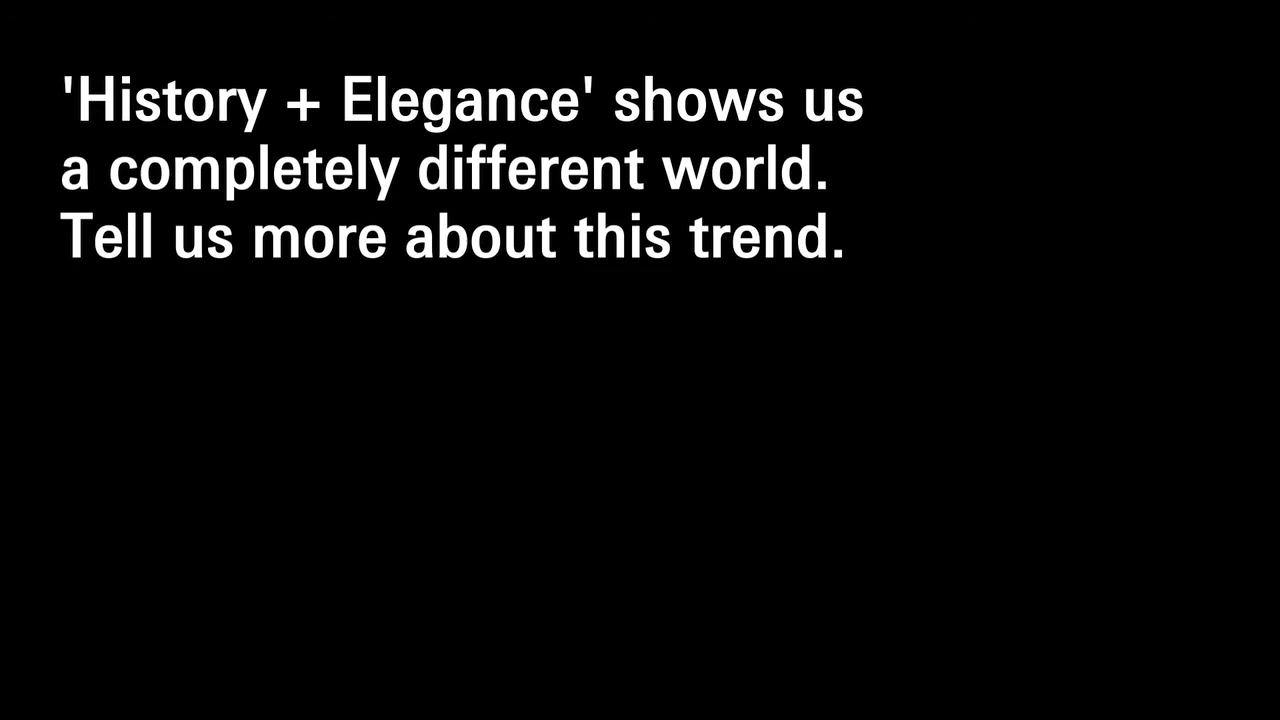 'History + Elegance' shows us
a completely different world.
Tell us more about this trend.